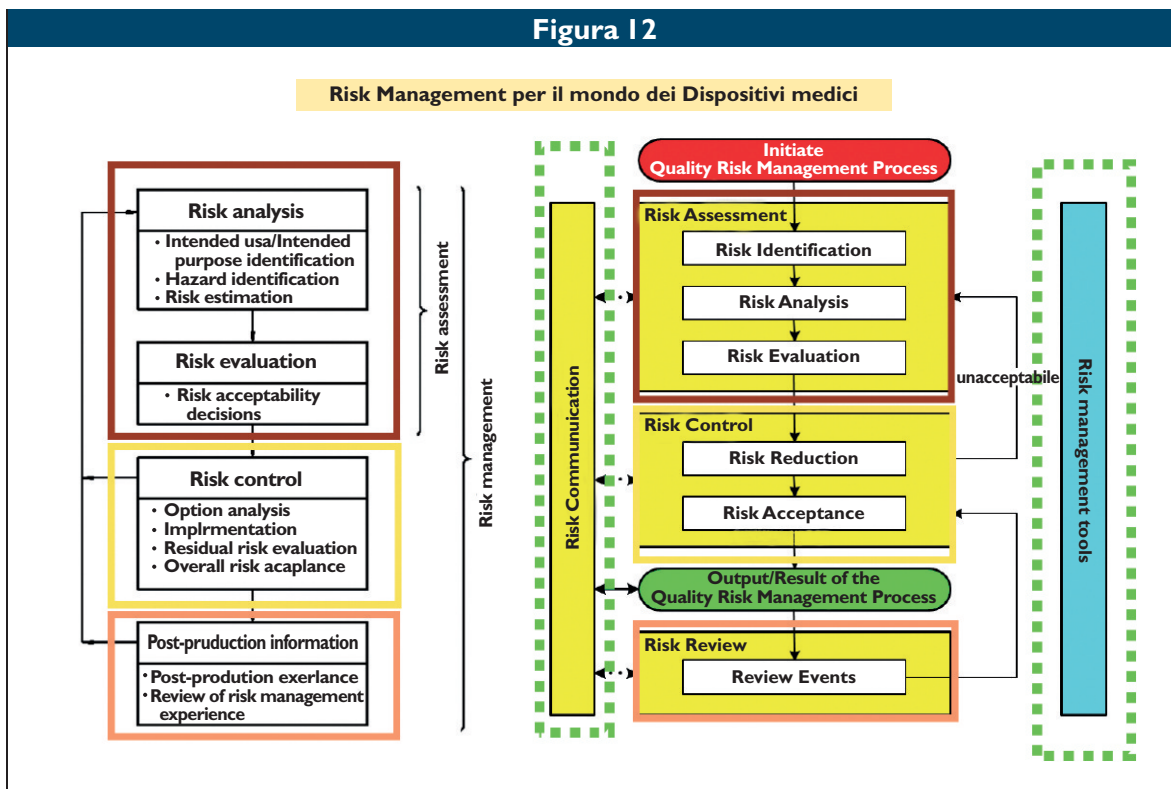 Figura 12
Risk Management per il mondo dei Dispositivi medici
Risk analysis
• Intended usa/Intended
purpose identification
• Hazard identification
• Risk estimation
Risk evaluation
• Risk acceptability
decisions
Risk control
• Option analysis
• Implrmentation
• Residual risk evaluation
• Overall risk acaplance
Post-pruduction information
• Post-prodution exerlance
• Review of risk management
experience
Risk assessment
Risk management
Risk Communuication
Initiate
Quality Risk Management Process
Risk Assessment
Risk Identification
Risk Analysis
Risk Evaluation
unacceptabile
Risk Control
Risk Reduction
Risk Acceptance
Output/Result of the
Quality Risk Management Process
Risk Review
Review Events
Risk management tools